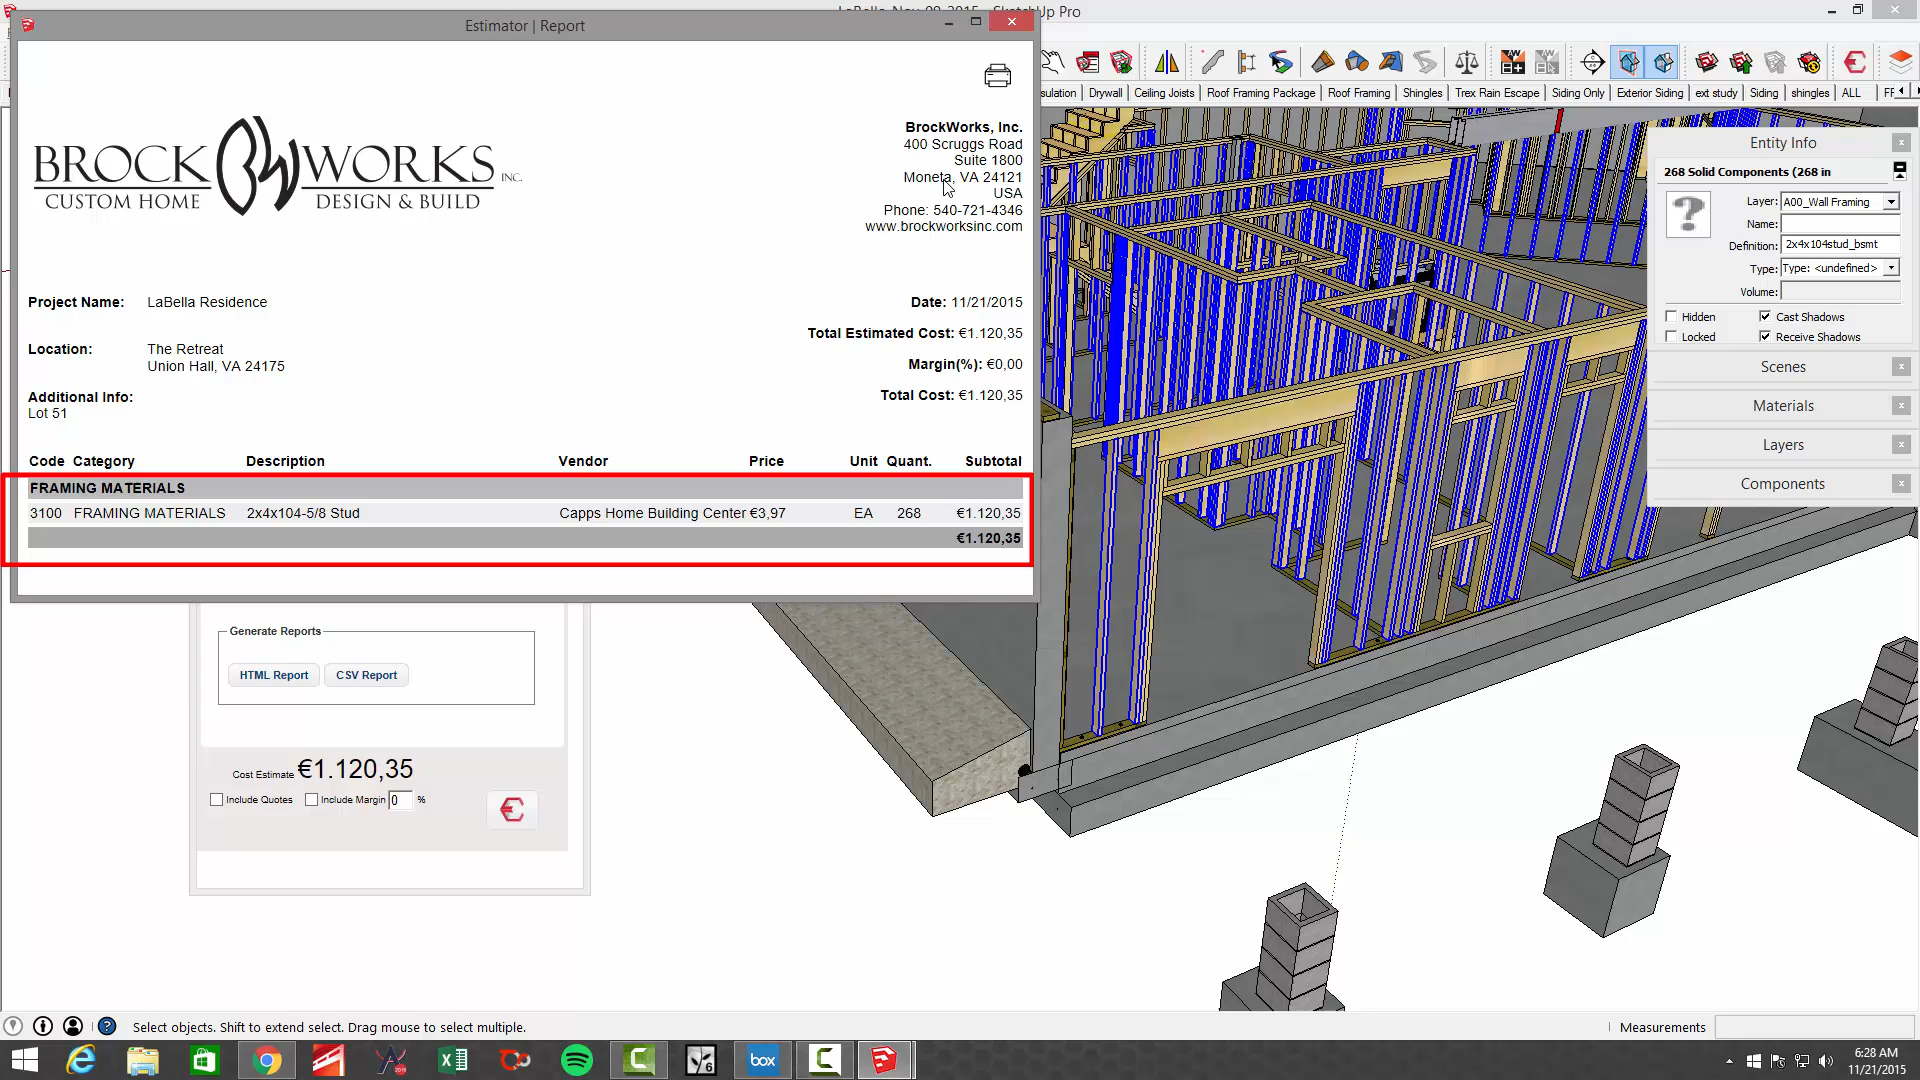 LaBella_Nov-09-2015 - SketchUp Pro
Estimator | Report
BROCK WORKS INC.
CUSTOM HOME DESIGN & BUILD
BrockWorks, Inc.
400 Scruggs Road
Suite 1800
Moneta, VA 24121
USA
Phone: 540-721-4346
www.brockworksinc.com
Project Name: LaBella Residence
Date: 11/21/2015
Total Estimated Cost: €1.120,35
Location: The Retreat
Union Hall, VA 24175
Margin(%): €0,00
Total Cost: €1.120,35
Additional Info:
Lot 51
Code Category Description Vendor Price Unit Quant. Subtotal
FRAMING MATERIALS
3100 FRAMING MATERIALS 2x4x104-5/8 Stud Capps Home Building Center €3,97 EA 268 €1.120,35
€1.120,35
Generate Reports
HTML Report CSV Report
Cost Estimate €1.120,35
Include Quotes Include Margin 0 %
sulation Drywall Ceiling Joists Roof Framing Package Roof Framing Shingles Trex Rain Escape Siding Only Exterior Siding ext study Siding shingles ALL
Entity Info
268 Solid Components (268 in
Layer: A00_Wall Framing
Name:
Definition: 2x4x104stud_bsmt
Type: Type: <undefined>
Volume:
Hidden Cast Shadows
Locked Receive Shadows
Scenes
Materials
Layers
Components
Select objects. Shift to extend select. Drag mouse to select multiple.
Measurements
box
6:28 AM
11/21/2015